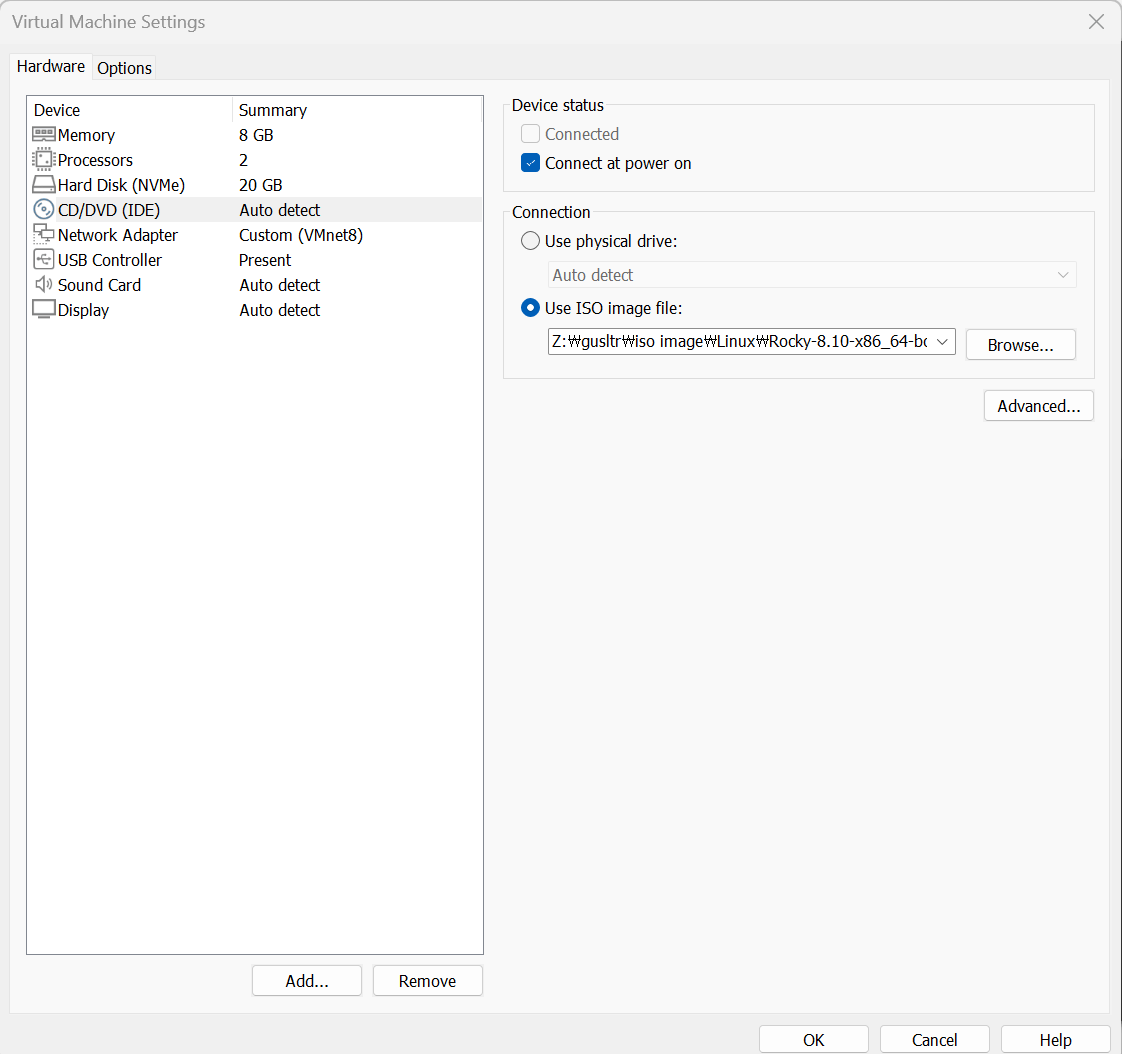 Virtual Machine Settings
Hardware
Options
Device Summary
Memory 8 GB
Processors 2
Hard Disk (NVMe) 20 GB
CD/DVD (IDE) Auto detect
Network Adapter Custom (VMnet8)
USB Controller Present
Sound Card Auto detect
Display Auto detect
Add...
Remove
Device status
Connected
Connect at power on
Connection
Use physical drive:
Auto detect
Use ISO image file:
Z:₩gusltr₩iso image₩Linux₩Rocky-8.10-x86_64-bo
Browse...
Advanced...
OK
Cancel
Help